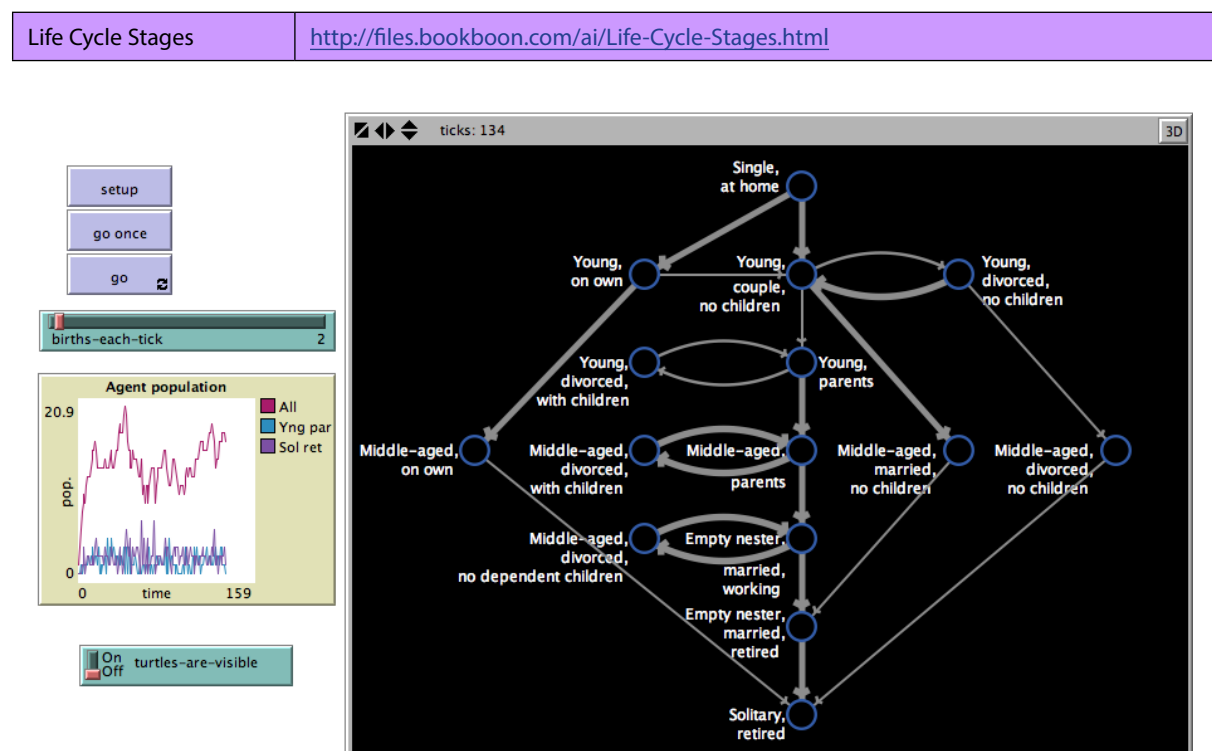 Life Cycle Stages
http://files.bookboon.com/ai/Life-Cycle-Stages.html
ticks: 134
3D
setup
go once
go
births-each-tick
2
Agent population
20.9
pop.
0
0
time
159
All
Yng par
Sol ret
On
Off
turtles-are-visible
Single,
at home
Young,
on own
Young,
couple,
no children
Young,
divorced,
no children
Young,
divorced,
with children
Young,
parents
Middle-aged,
on own
Middle-aged,
divorced,
with children
Middle-aged,
parents
Middle-aged,
married,
no children
Middle-aged,
divorced,
no children
Middle-aged,
divorced,
no dependent children
Empty nester,
married,
working
Empty nester,
married,
retired
Solitary,
retired